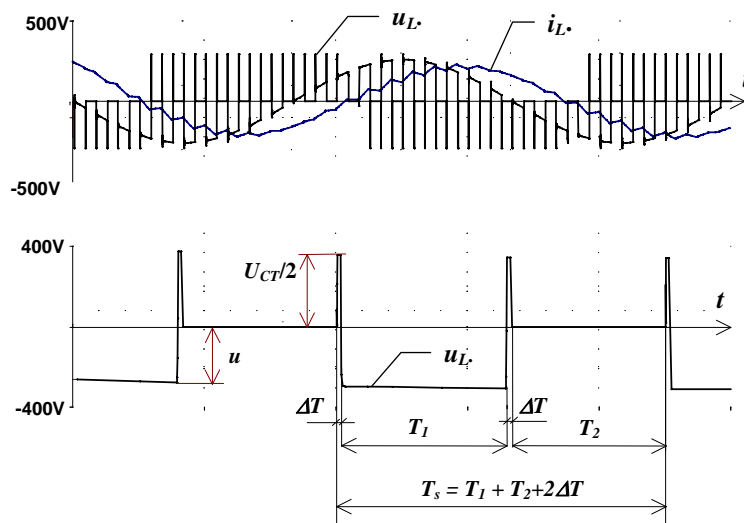 500V
u_L.
i_L.
-500V
400V
U_CT/2
t
u
u_L.
-400V
ΔT
ΔT
T_1
T_2
T_s = T_1 + T_2+2ΔT